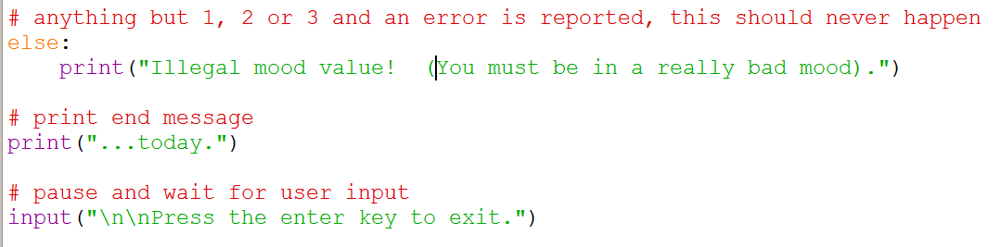 # anything but 1, 2 or 3 and an error is reported, this should never happen
else:
    print("Illegal mood value!  (You must be in a really bad mood).")
# print end message
print("...today.")
# pause and wait for user input
input("\n\nPress the enter key to exit.")